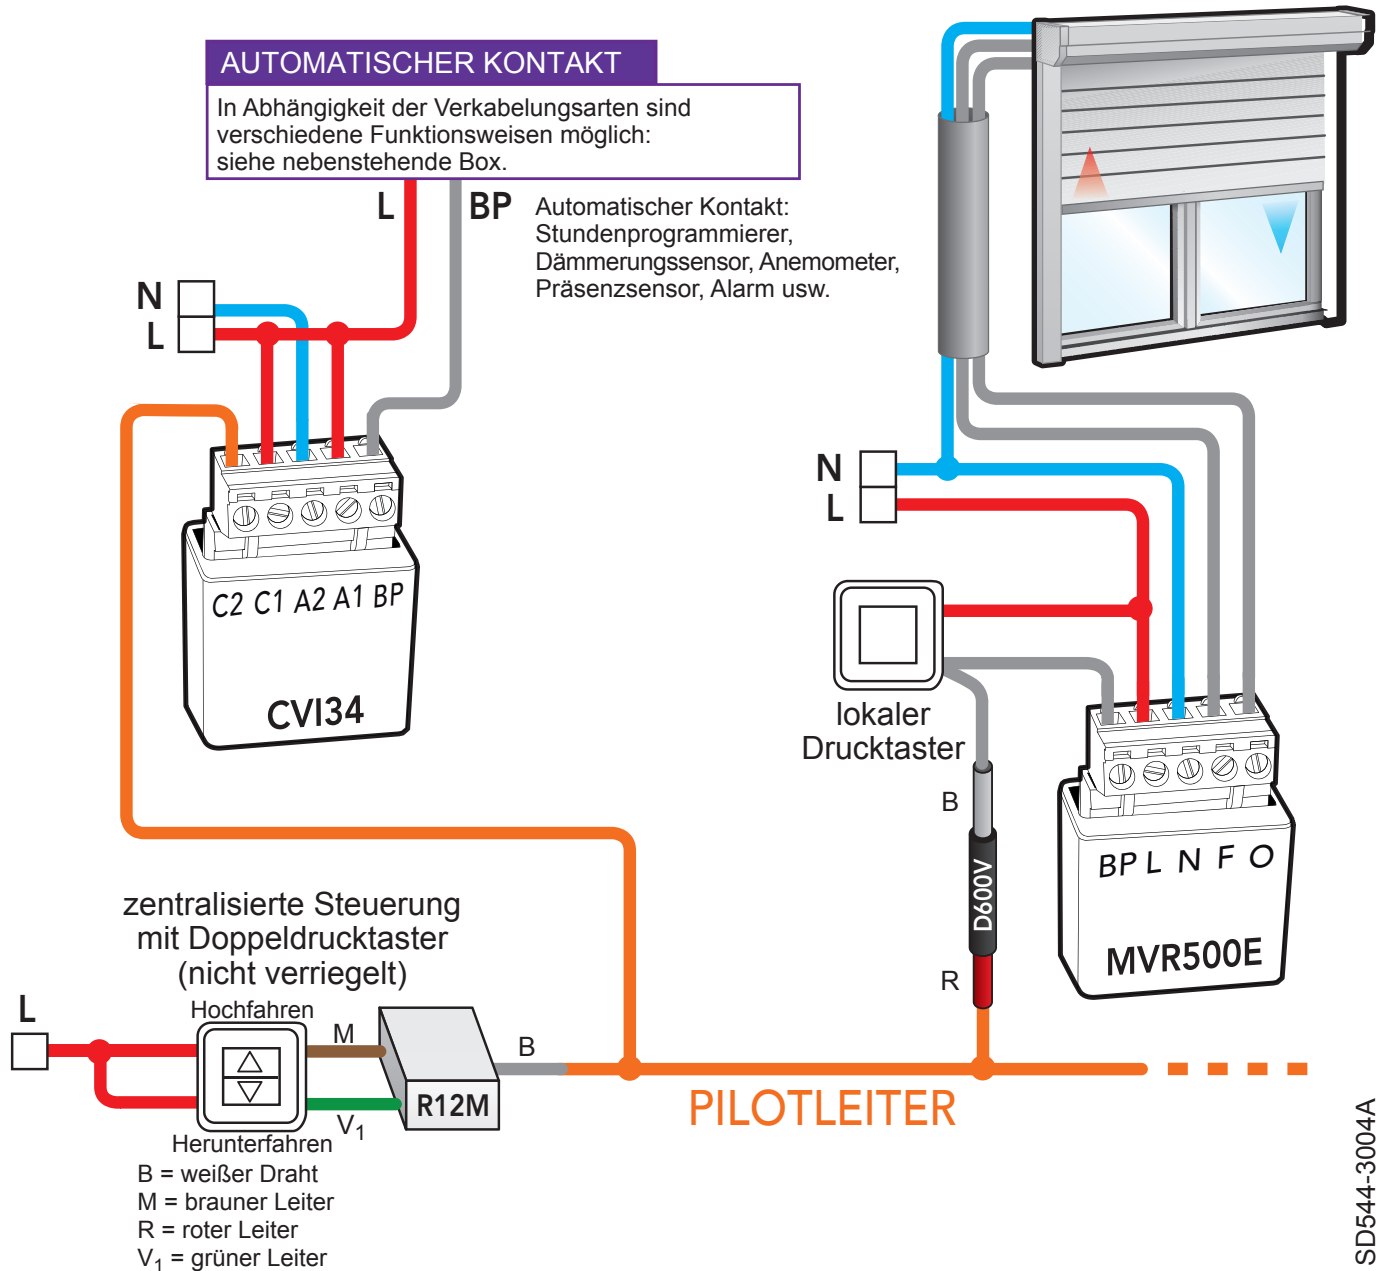 AUTOMATISCHER KONTAKT
In Abhängigkeit der Verkabelungsarten sind
verschiedene Funktionsweisen möglich:
siehe nebenstehende Box.
L
BP
Automatischer Kontakt:
Stundenprogrammierer,
Dämmerungssensor, Anemometer,
Präsenzsensor, Alarm usw.
N
L
C2 C1 A2 A1 BP
CVI34
N
L
lokaler
Drucktaster
B
D600V
R
BP L N F O
MVR500E
zentralisierte Steuerung
mit Doppeldrucktaster
(nicht verriegelt)
L
Hochfahren
M
B
R12M
V1
Herunterfahren
PILOTLEITER
B = weißer Draht
M = brauner Leiter
R = roter Leiter
V1 = grüner Leiter
SD544-3004A